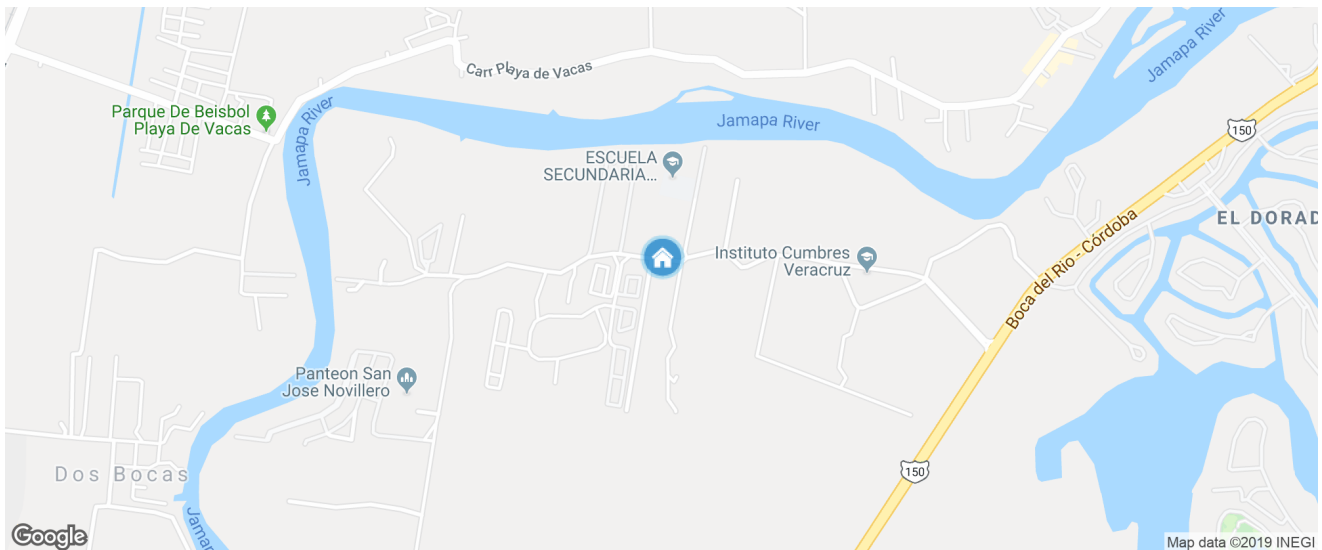 Carr Playa de Vacas
Jamapa River
Parque De Beisbol
Playa De Vacas
Jamapa River
Jamapa River
150
ESCUELA
SECUNDARIA...
EL DORAD
Boca del Rio - Córdoba
Instituto Cumbres
Veracruz
Panteon San
Jose Novillero
Dos Bocas
150
Jamap
Google
Map data ©2019 INEGI